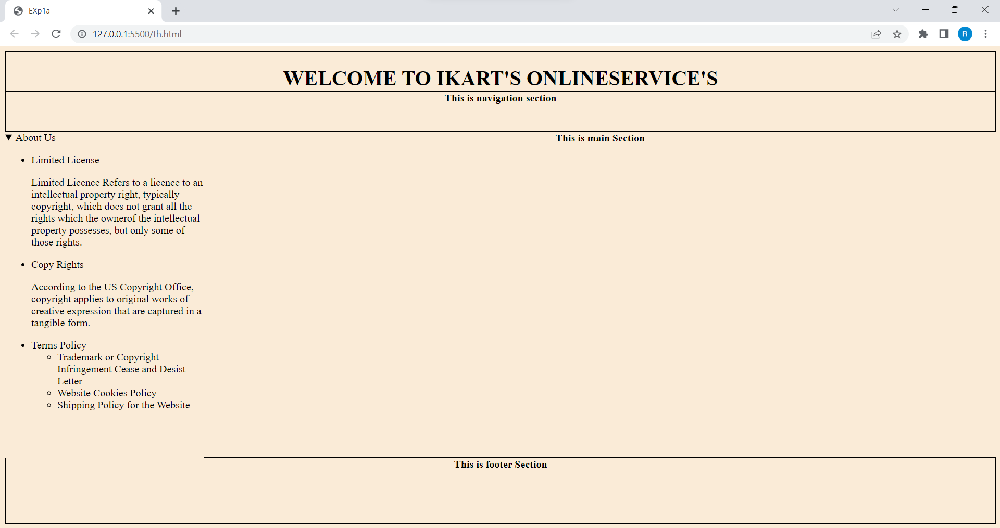 EXp1a
127.0.0.1:5500/th.html
R
WELCOME TO IKART'S ONLINESERVICE'S
This is navigation section
About Us
This is main Section
Limited License
Limited Licence Refers to a licence to an
intellectual property right, typically
copyright, which does not grant all the
rights which the ownerof the intellectual
property possesses, but only some of
those rights.
Copy Rights
According to the US Copyright Office,
copyright applies to original works of
creative expression that are captured in a
tangible form.
Terms Policy
Trademark or Copyright
Infringement Cease and Desist
Letter
Website Cookies Policy
Shipping Policy for the Website
This is footer Section